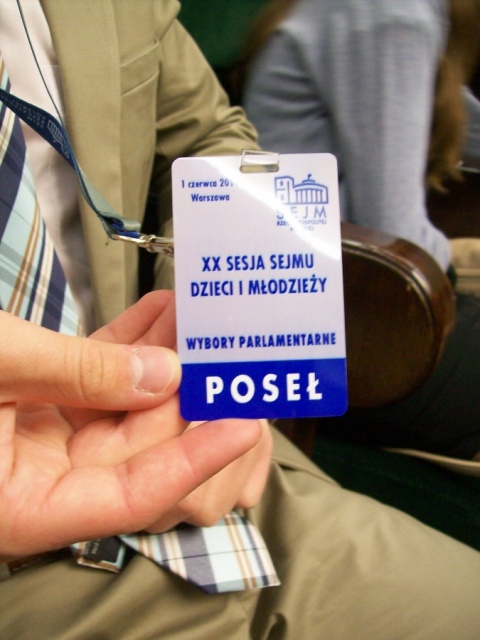 1 czerwca
Warszawa
SEJM
XX SESJA SEJMU
DZIECI I MŁODZIEŻY
WYBORY PARLAMENTARNE
POSEŁ